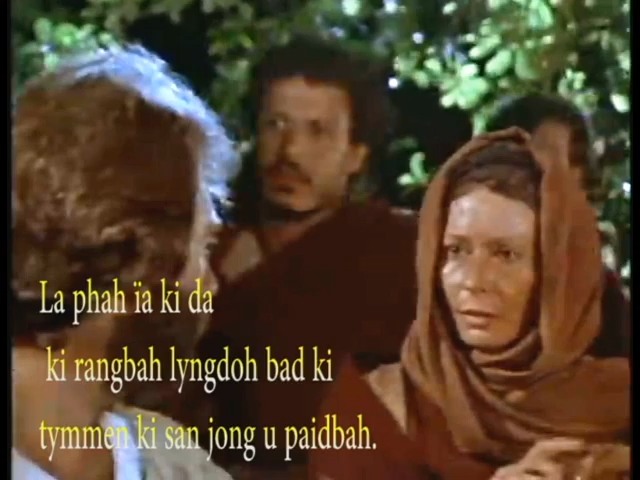 La phah ïa ki da
ki rangbah lyngdoh bad ki
tymmen ki san jong u paidbah.